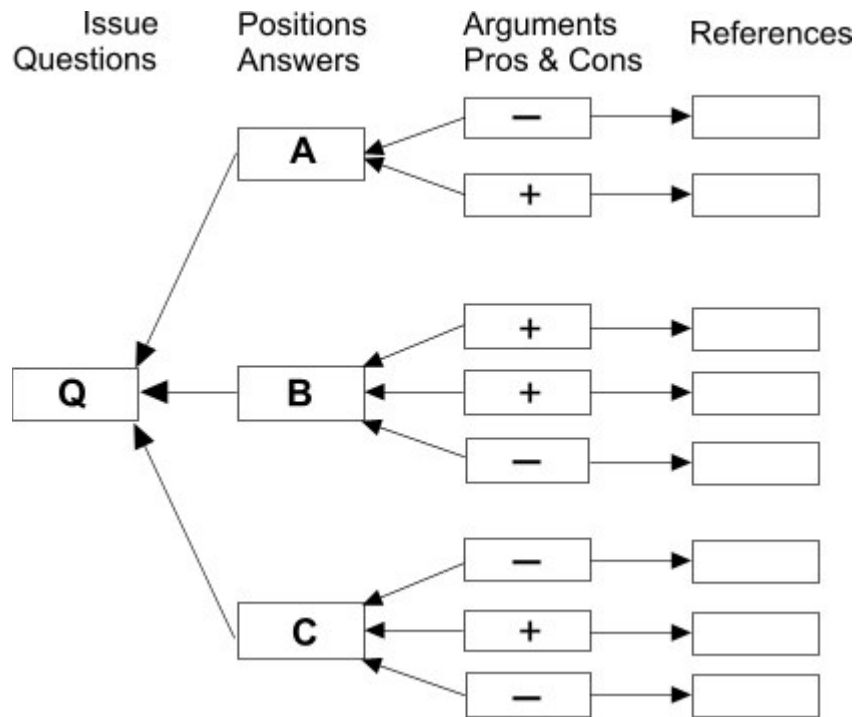 Issue Questions
Positions Answers
Arguments Pros & Cons
References
−
A
+
+
Q
B
+
−
−
C
+
−